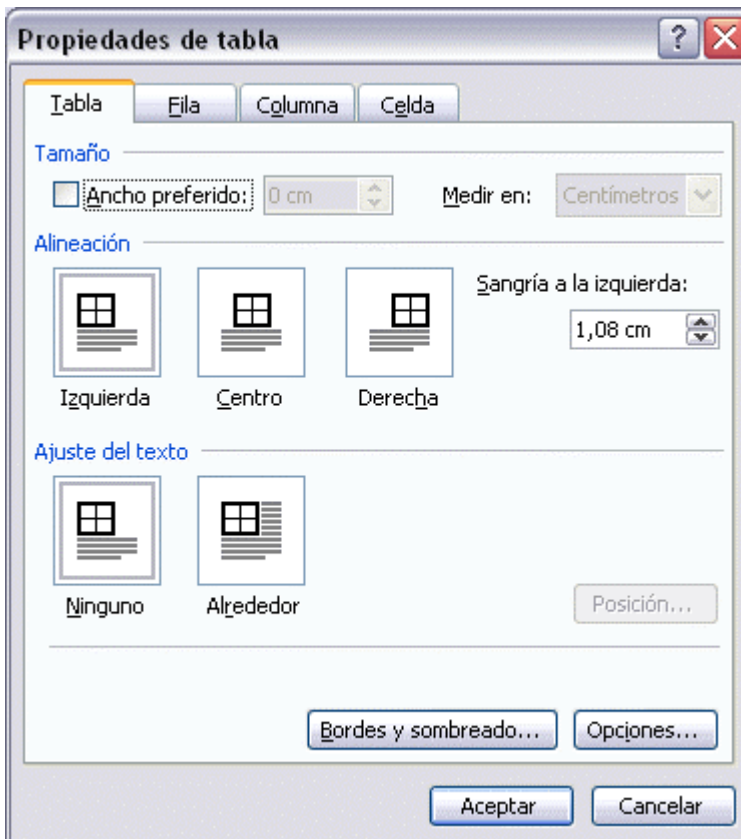 Propiedades de tabla ?
Tabla Fila Columna Celda
Tamaño
Ancho preferido: 0 cm Medir en: Centímetros
Alineación
Sangría a la izquierda:
1,08 cm
Izquierda Centro Derecha
Ajuste del texto
Ninguno Alrededor
Posición...
Bordes y sombreado... Opciones...
Aceptar Cancelar